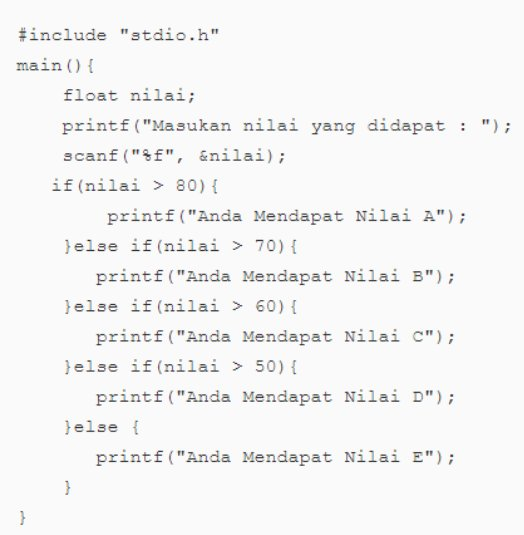 #include "stdio.h"
main(){
float nilai;
printf("Masukan nilai yang didapat : ");
scanf("%f", &nilai);
if(nilai > 80){
printf("Anda Mendapat Nilai A");
}else if(nilai > 70){
printf("Anda Mendapat Nilai B");
}else if(nilai > 60){
printf("Anda Mendapat Nilai C");
}else if(nilai > 50){
printf("Anda Mendapat Nilai D");
}else {
printf("Anda Mendapat Nilai E");
}
}